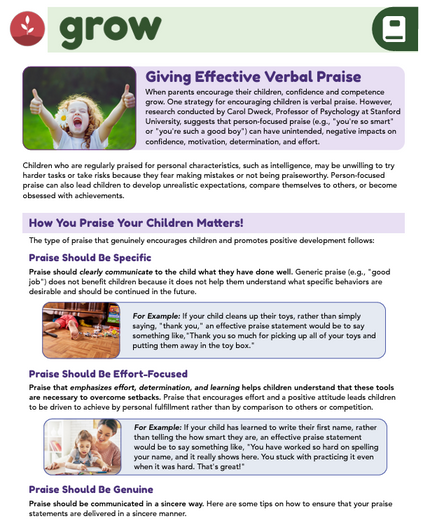 grow
Giving Effective Verbal Praise
When parents encourage their children, confidence and competence
grow. One strategy for encouraging children is verbal praise. However,
research conducted by Carol Dweck, Professor of Psychology at Stanford
University, suggests that person-focused praise (e.g., "you're so smart"
or "you're such a good boy") can have unintended, negative impacts on
confidence, motivation, determination, and effort.
Children who are regularly praised for personal characteristics, such as intelligence, may be unwilling to try
harder tasks or take risks because they fear making mistakes or not being praiseworthy. Person-focused
praise can also lead children to develop unrealistic expectations, compare themselves to others, or become
obsessed with achievements.
How You Praise Your Children Matters!
The type of praise that genuinely encourages children and promotes positive development follows:
Praise Should Be Specific
Praise should clearly communicate to the child what they have done well. Generic praise (e.g., "good
job") does not benefit children because it does not help them understand what specific behaviors are
desirable and should be continued in the future.
For Example: If your child cleans up their toys, rather than simply
saying, "thank you," an effective praise statement would be to say
something like,"Thank you so much for picking up all of your toys and
putting them away in the toy box."
Praise Should Be Effort-Focused
Praise that emphasizes effort, determination, and learning helps children understand that these tools
are necessary to overcome setbacks. Praise that encourages effort and a positive attitude leads children
to be driven to achieve by personal fulfillment rather than by comparison to others or competition.
For Example: If your child has learned to write their first name, rather
than telling the how smart they are, an effective praise statement
would be to say something like, "You have worked so hard on spelling
your name, and it really shows here. You stuck with practicing it even
when it was hard. That's great!"
Praise Should Be Genuine
Praise should be communicated in a sincere way. Here are some tips on how to ensure that your praise
statements are delivered in a sincere manner.